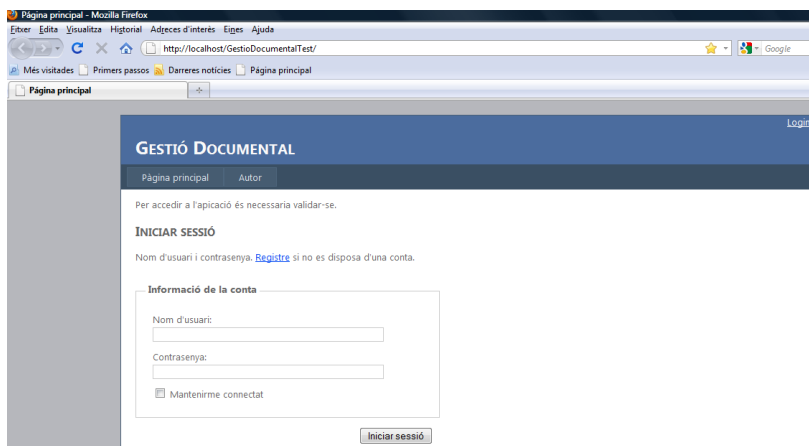 Página principal - Mozilla Firefox
Fitxer Edita Visualitza Historial Adreces d'interès Eines Ajuda
http://localhost/GestioDocumentalTest/
Google
Més visitades Primers passos Darreres notícies Página principal
Página principal
Login
GESTIÓ DOCUMENTAL
Pàgina principal Autor
Per accedir a l'apicació és necessaria validar-se.
INICIAR SESSIÓ
Nom d'usuari i contrasenya. Registre si no es disposa d'una conta.
Informació de la conta
Nom d'usuari:
Contrasenya:
Mantenirme connectat
Iniciar sessió